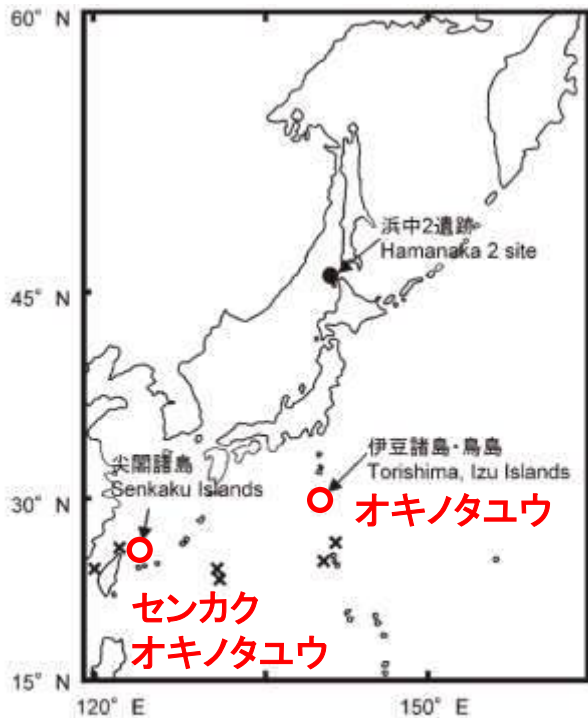 60° N
浜中2遺跡
Hamanaka 2 site
45° N
尖閣諸島
Senkaku Islands
伊豆諸島・鳥島
Torishima, Izu Islands
30° N
オキノタユウ
センカク
オキノタユウ
15° N
120° E
150° E